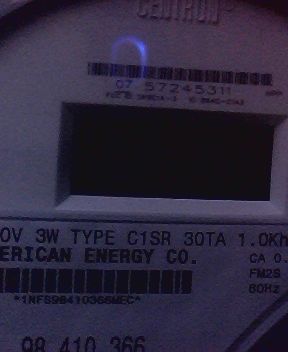 CENTRON
07 57245311
0V 3W TYPE C1SR 30TA 1.0Kh
ERICAN ENERGY CO. CA 0.
FM2S
*1NFS98410366MEC* 60Hz
98 410 366